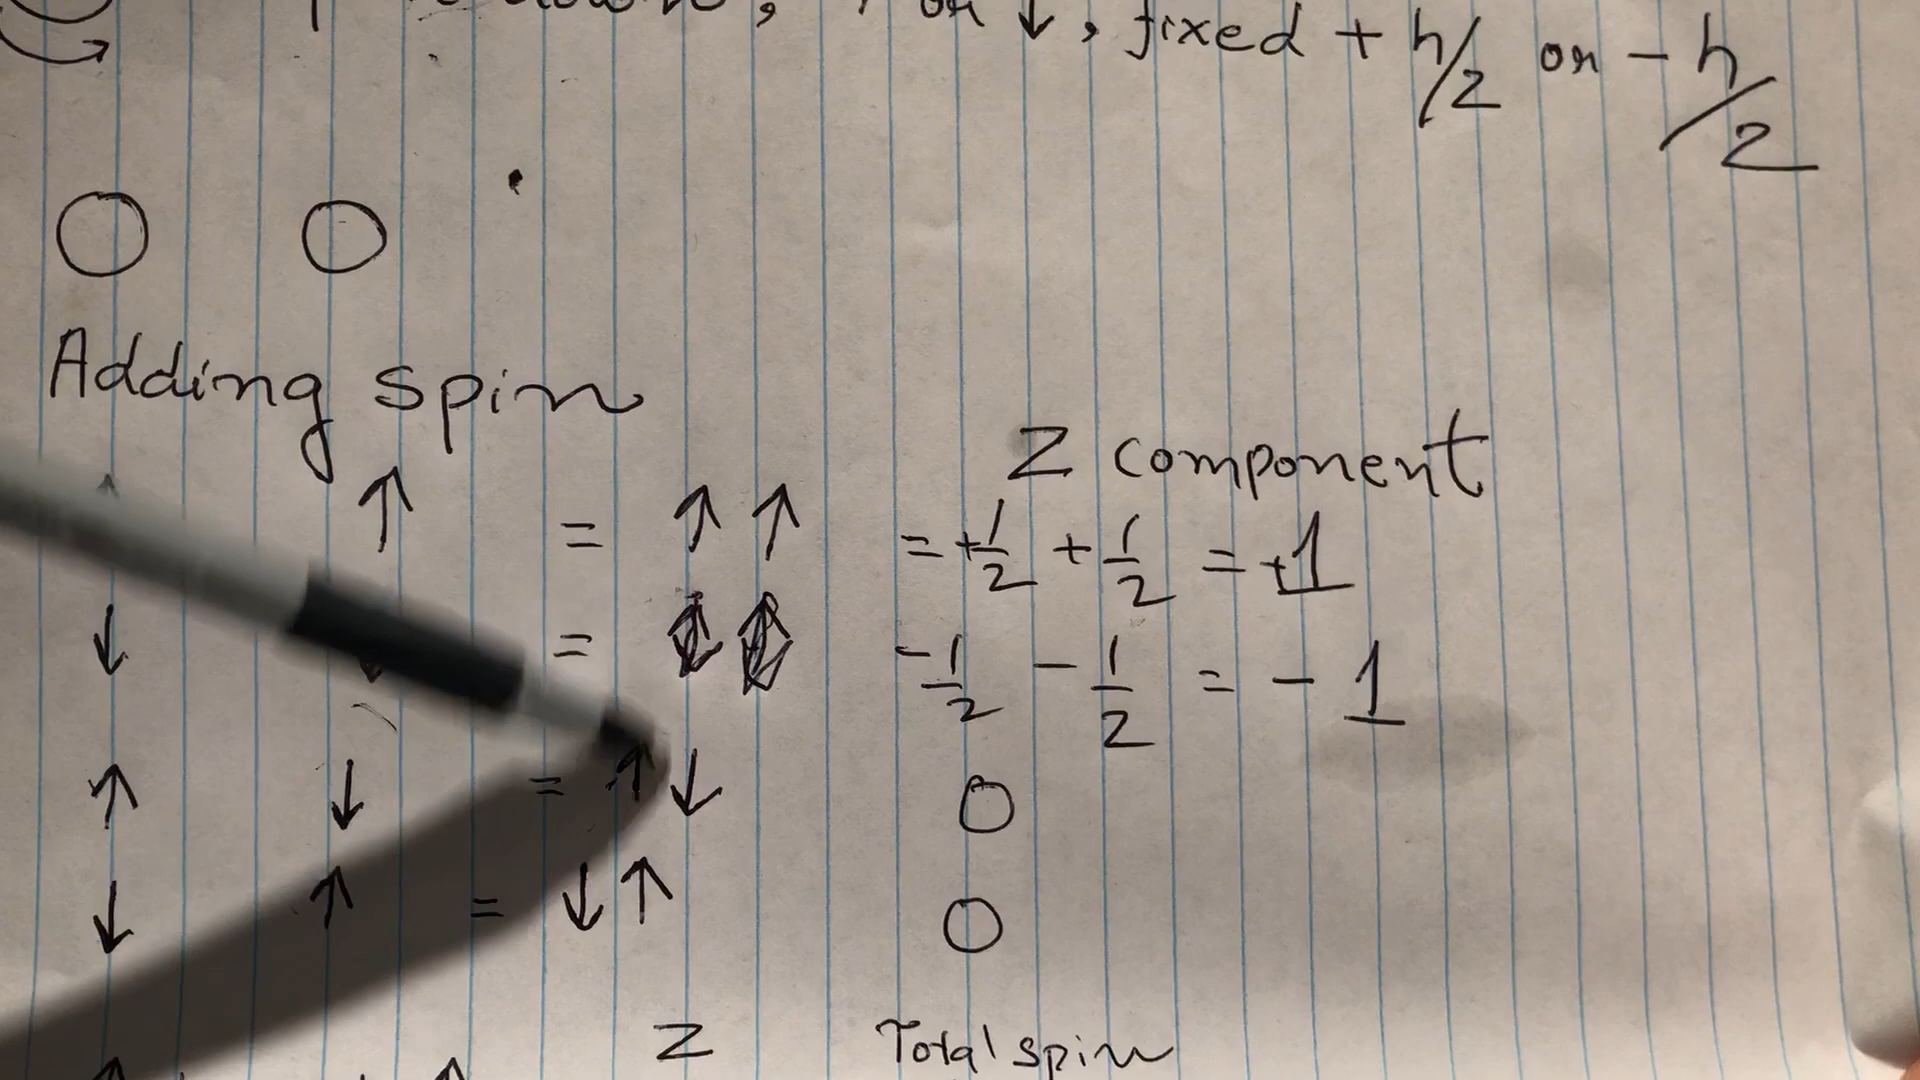 or ↓, fixed + h/2 or - h/2
Adding spin
Z component
↑ = ↑ ↑ = +1/2 + 1/2 = +1
↓ = -1/2 - 1/2 = - 1
↑ ↓ = ↑ ↓ 0
↓ ↑ = ↓ ↑ 0
Z Total spin